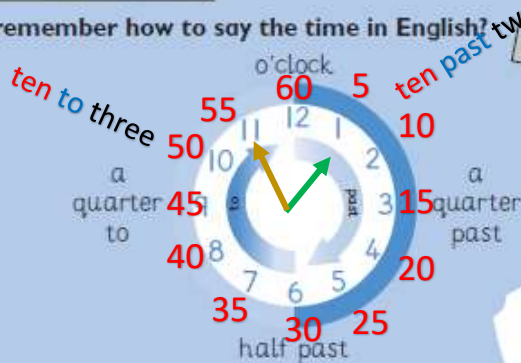 remember how to say the time in English?
ten to three
ten past tw
o'clock
60
5
55
11
12
1
10
50
10
2
a
quarter
to
45
9
to
past
3
15
a
quarter
past
40
8
4
20
7
5
35
6
25
30
half past